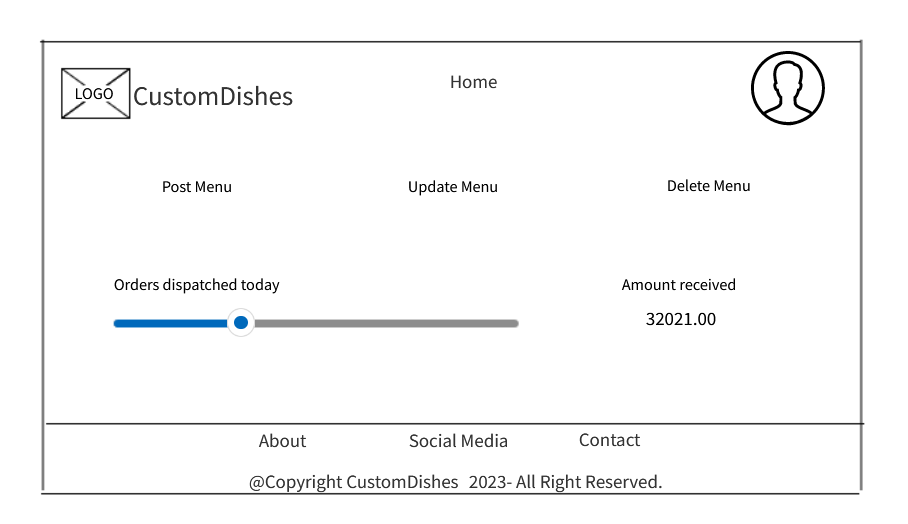 LOGO CustomDishes
Home
Post Menu
Update Menu
Delete Menu
Orders dispatched today
Amount received
32021.00
About
Social Media
Contact
@Copyright CustomDishes 2023- All Right Reserved.